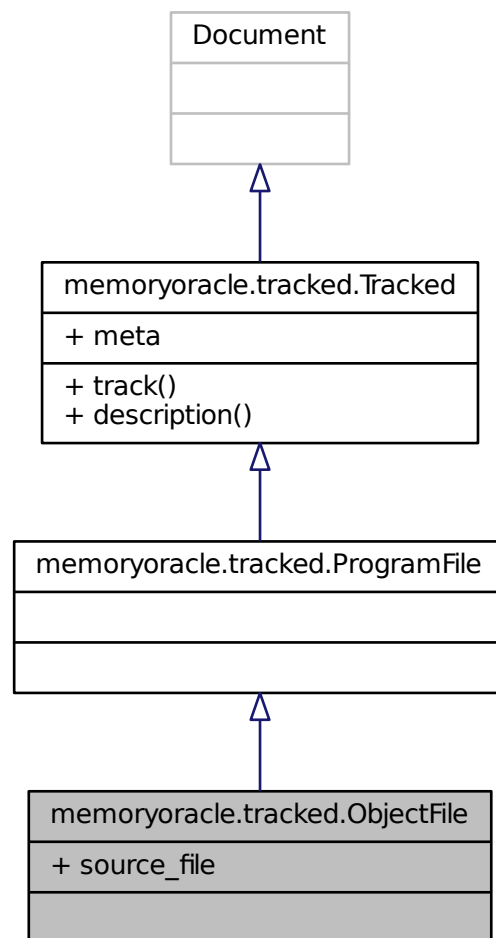 Document
memoryoracle.tracked.Tracked
+ meta
+ track()
+ description()
memoryoracle.tracked.ProgramFile
memoryoracle.tracked.ObjectFile
+ source_file